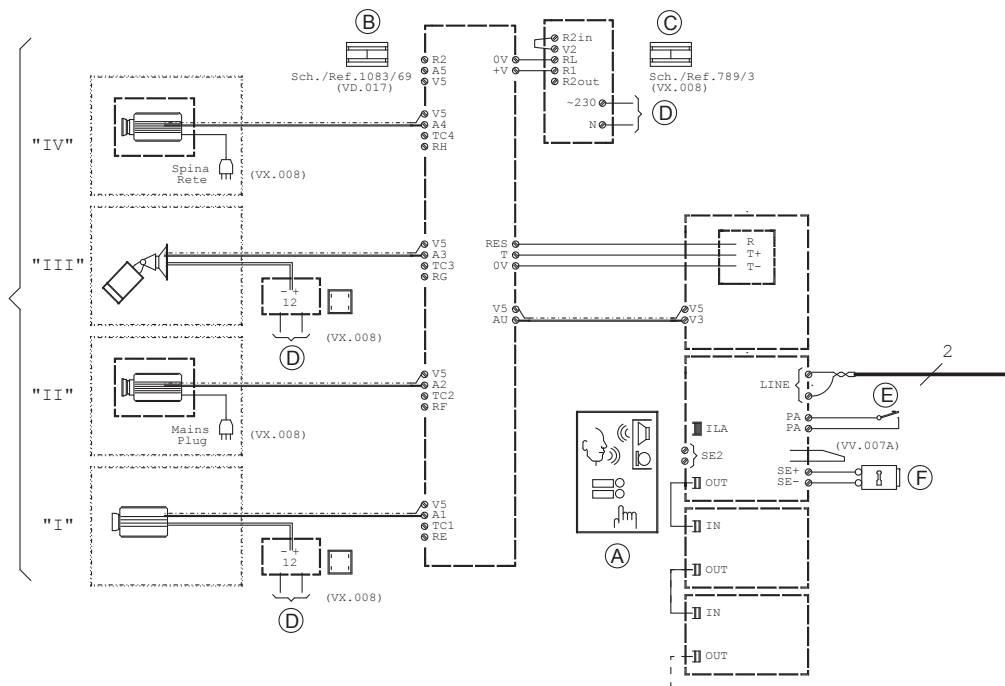 B
Sch./Ref.1083/69
(VD.017)
R2
A5
V5
V5
A4
TC4
RH
V5
A3
TC3
RG
V5
A2
TC2
RF
V5
A1
TC1
RE
0V
+V
RES
T
0V
V5
AU
R2in
V2
RL
R1
R2out
~230
N
D
C
Sch./Ref.789/3
(VX.008)
"IV"
Spina
Rete
(VX.008)
"III"
- +
12
(VX.008)
D
"II"
Mains
Plug
(VX.008)
"I"
- +
12
(VX.008)
D
R
T+
T-
V5
V3
2
LINE
E
PA
PA
ILA
(VV.007A)
SE2
SE+
SE-
F
OUT
A
IN
OUT
IN
OUT